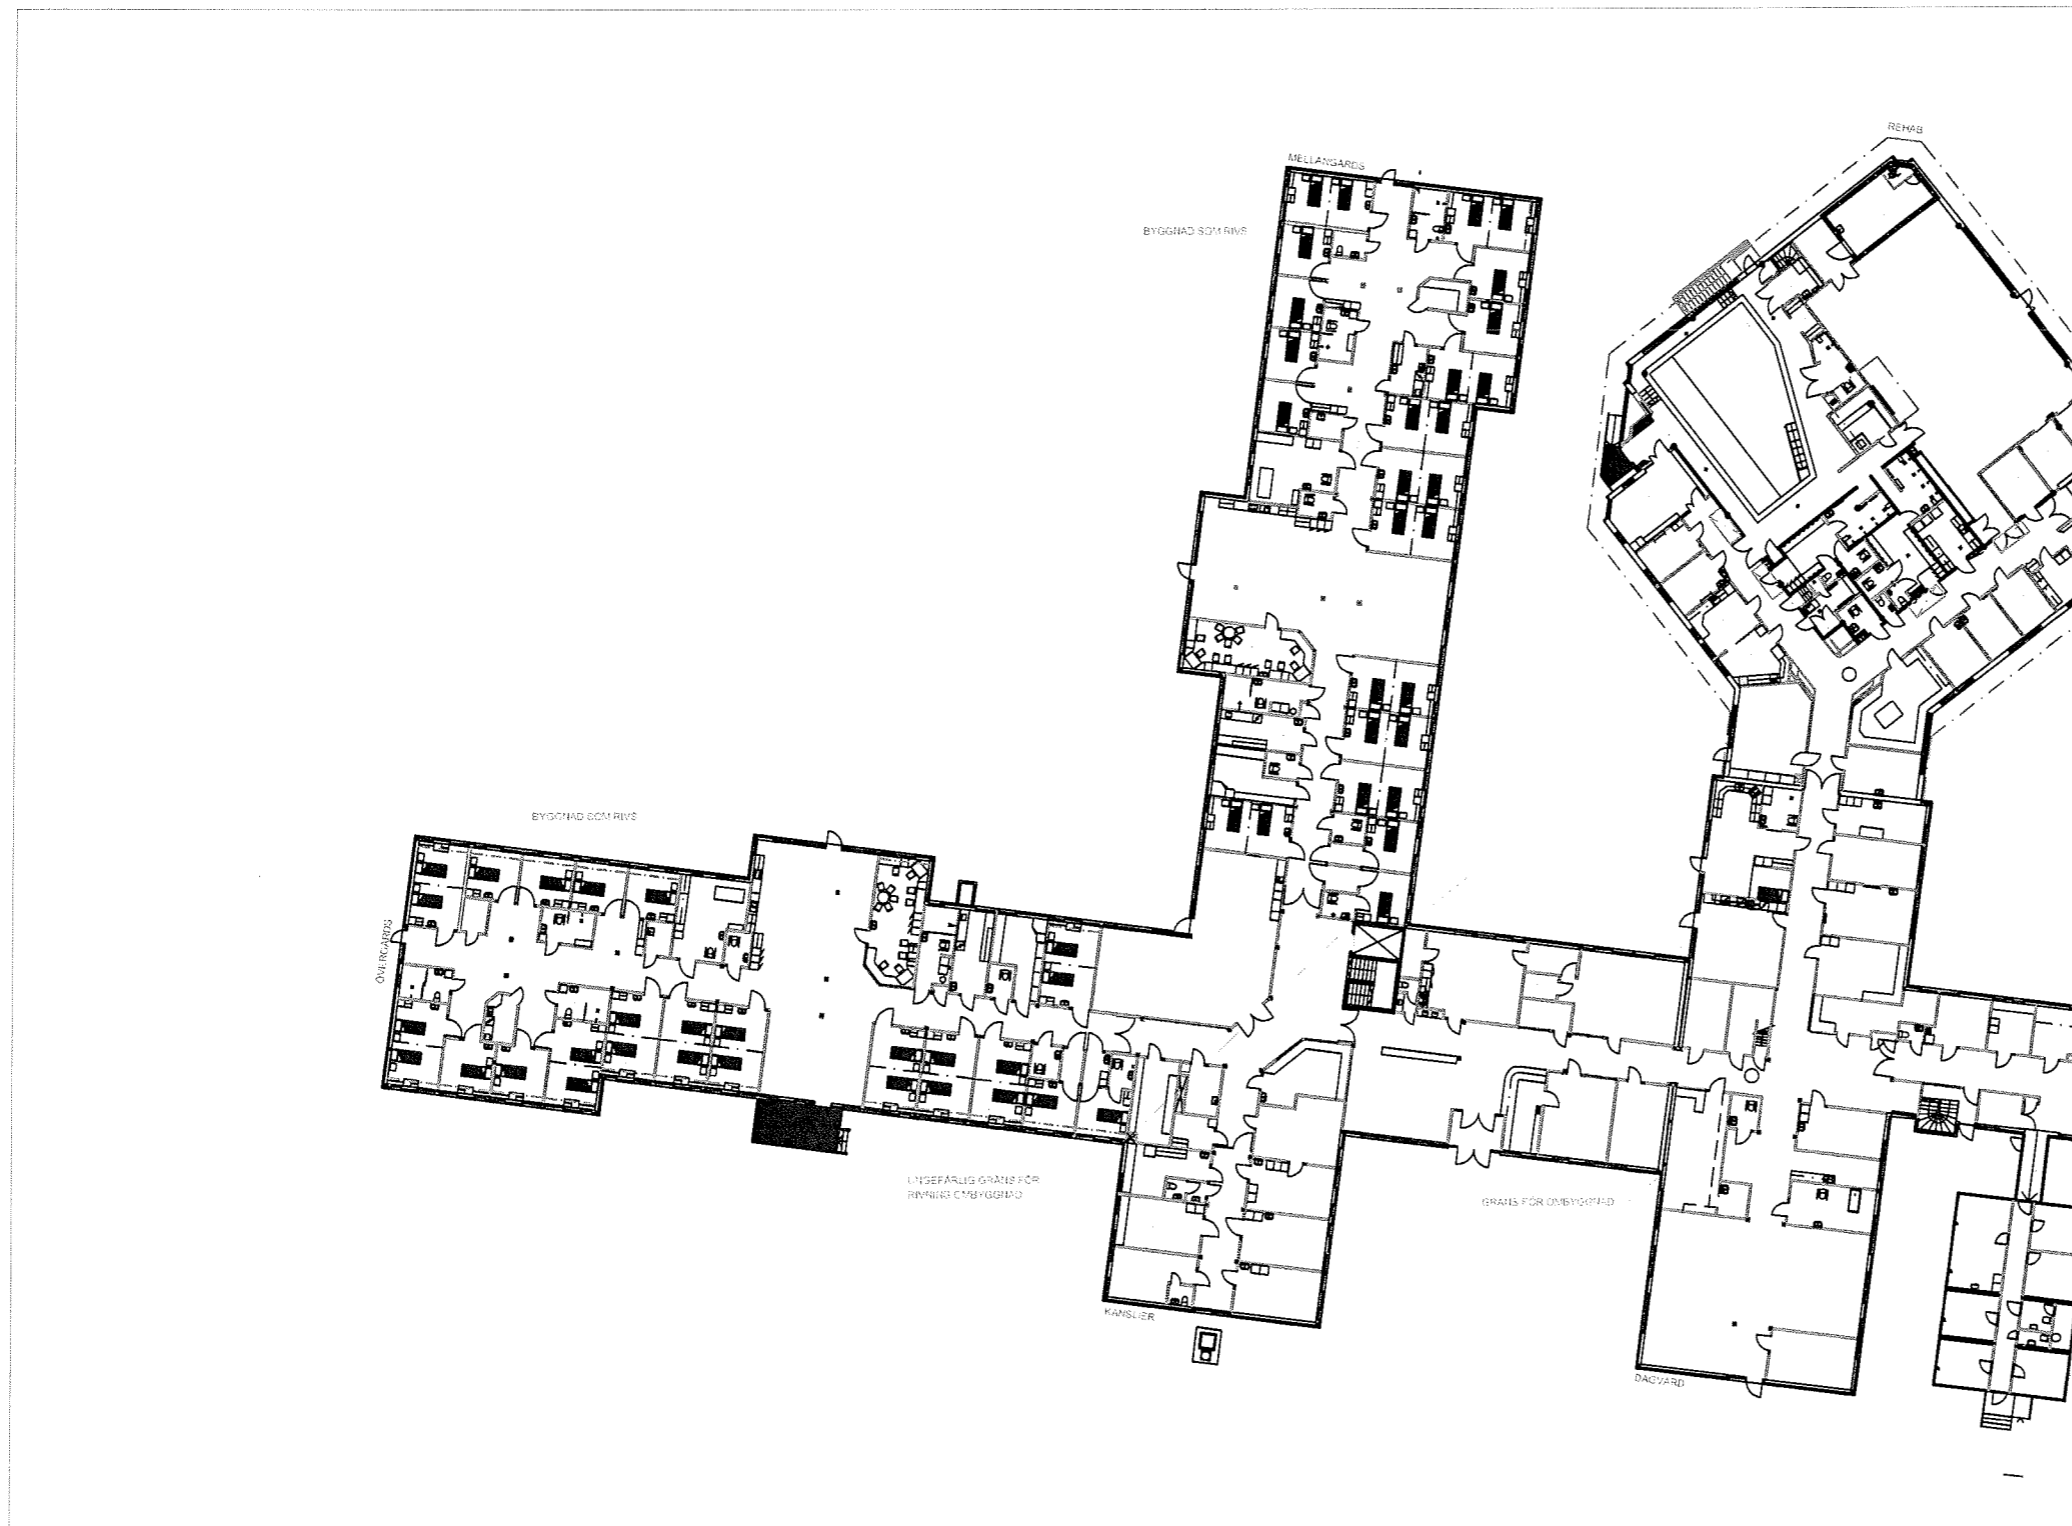 REHAB
MELLANGÅRDS
BYGGNAD SOM RIVS
BYGGNAD SOM RIVS
ÖVERGÅRDS
UNGEFÄRLIG GRÄNS FÖR
RIVNING OMBYGGNAD
GRÄNS FÖR OMBYGGNAD
KANSLIER
DAGVÅRD